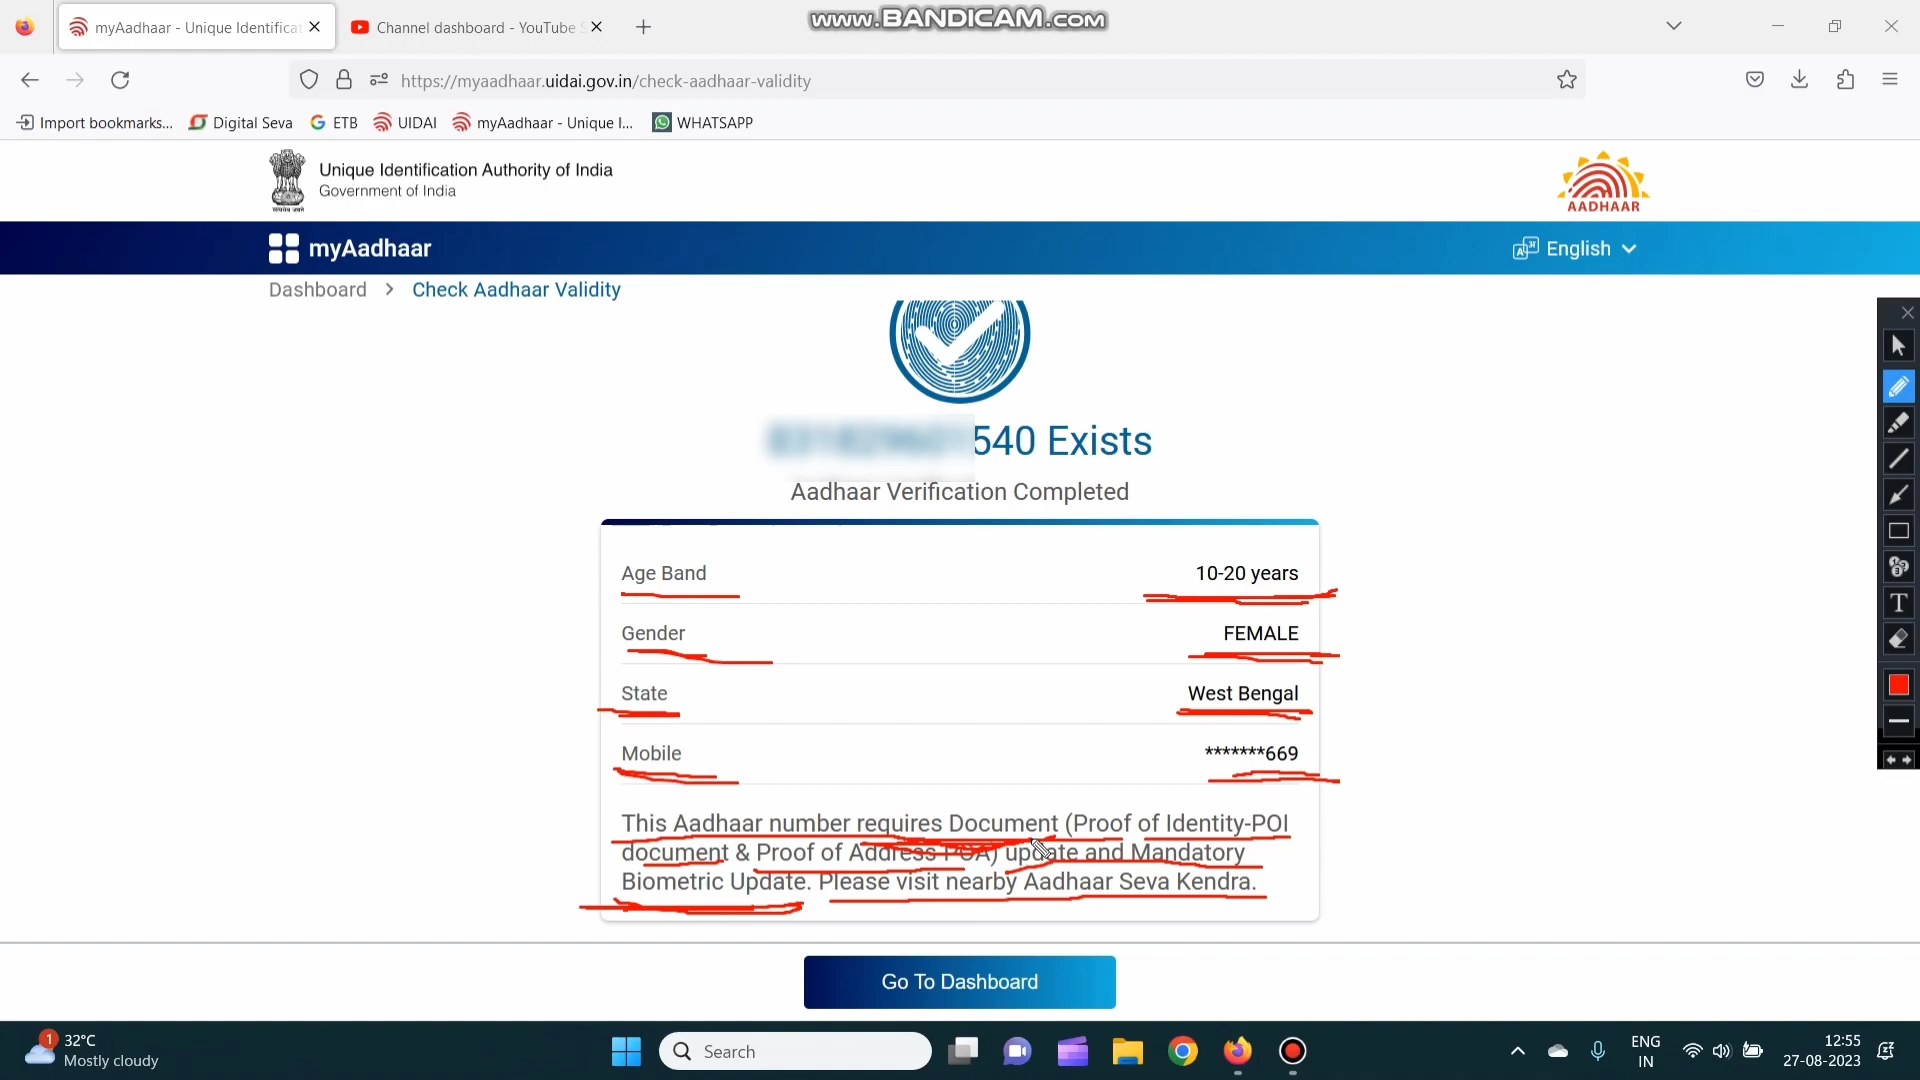 myAadhaar - Unique Identificat
Channel dashboard - YouTube S
www.BANDICAM.com
https://myaadhaar.uidai.gov.in/check-aadhaar-validity
Import bookmarks...
Digital Seva
ETB
UIDAI
myAadhaar - Unique I...
WHATSAPP
Unique Identification Authority of India
Government of India
सत्यमेव जयते
AADHAAR
myAadhaar
English
Dashboard > Check Aadhaar Validity
540 Exists
Aadhaar Verification Completed
Age Band 10-20 years
Gender FEMALE
State West Bengal
Mobile *******669
This Aadhaar number requires Document (Proof of Identity-POI
document & Proof of Address POA) update and Mandatory
Biometric Update. Please visit nearby Aadhaar Seva Kendra.
Go To Dashboard
1
32°C
Mostly cloudy
Search
ENG
IN
12:55
27-08-2023